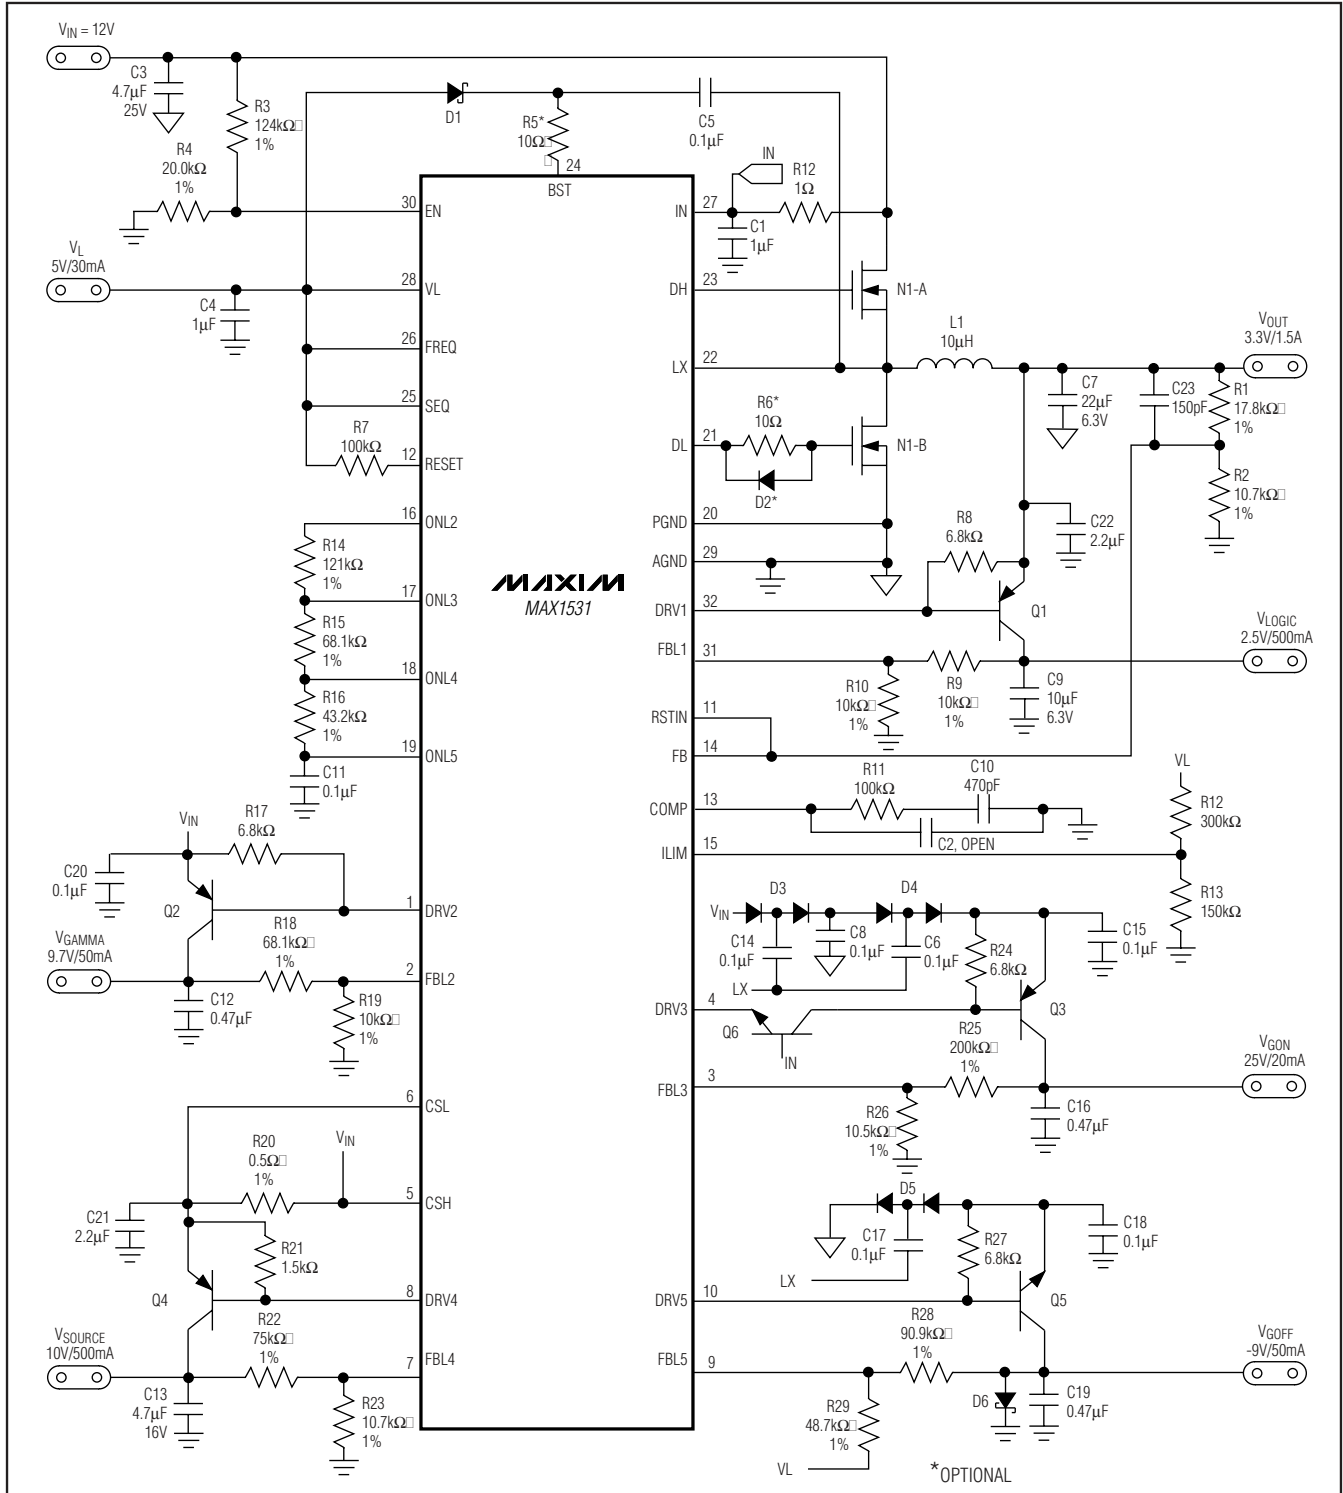 VIN = 12V
C3
4.7µF
25V
R3
124kΩ□
1%
R4
20.0kΩ
1%
D1
R5*
10Ω□
□
24
BST
C5
0.1µF
IN
R12
1Ω
30
EN
27
IN
C1
1µF
VL
5V/30mA
C4
1µF
28
VL
23
DH
N1-A
26
FREQ
22
LX
L1
10µH
VOUT
3.3V/1.5A
25
SEQ
R7
100kΩ
12
RESET
R6*
10Ω
21
DL
D2*
N1-B
C7
22µF
6.3V
C23
150pF
R1
17.8kΩ□
1%
R2
10.7kΩ□
1%
16
ONL2
R14
121kΩ
1%
17
ONL3
R15
68.1kΩ
1%
18
ONL4
R16
43.2kΩ
1%
19
ONL5
C11
0.1µF
MAXIM
MAX1531
20
PGND
29
AGND
R8
6.8kΩ
C22
2.2µF
32
DRV1
Q1
31
FBL1
R10
10kΩ□
1%
R9
10kΩ□
1%
C9
10µF
6.3V
VLOGIC
2.5V/500mA
11
RSTIN
14
FB
R11
100kΩ
C10
470pF
13
COMP
C2, OPEN
15
ILIM
VL
R12
300kΩ
R13
150kΩ
VIN
R17
6.8kΩ
C20
0.1µF
Q2
1
DRV2
R18
68.1kΩ□
1%
VGAMMA
9.7V/50mA
2
FBL2
C12
0.47µF
R19
10kΩ□
1%
VIN
D3
D4
C14
0.1µF
C8
0.1µF
C6
0.1µF
R24
6.8kΩ
C15
0.1µF
LX
4
DRV3
Q6
IN
Q3
R25
200kΩ□
1%
3
FBL3
R26
10.5kΩ□
1%
C16
0.47µF
VGON
25V/20mA
6
CSL
R20
0.5Ω□
1%
VIN
5
CSH
C21
2.2µF
R21
1.5kΩ
Q4
8
DRV4
R22
75kΩ□
1%
VSOURCE
10V/500mA
7
FBL4
C13
4.7µF
16V
R23
10.7kΩ□
1%
D5
C17
0.1µF
LX
R27
6.8kΩ
C18
0.1µF
10
DRV5
Q5
R28
90.9kΩ□
1%
9
FBL5
VGOFF
-9V/50mA
R29
48.7kΩ□
1%
VL
D6
C19
0.47µF
*OPTIONAL